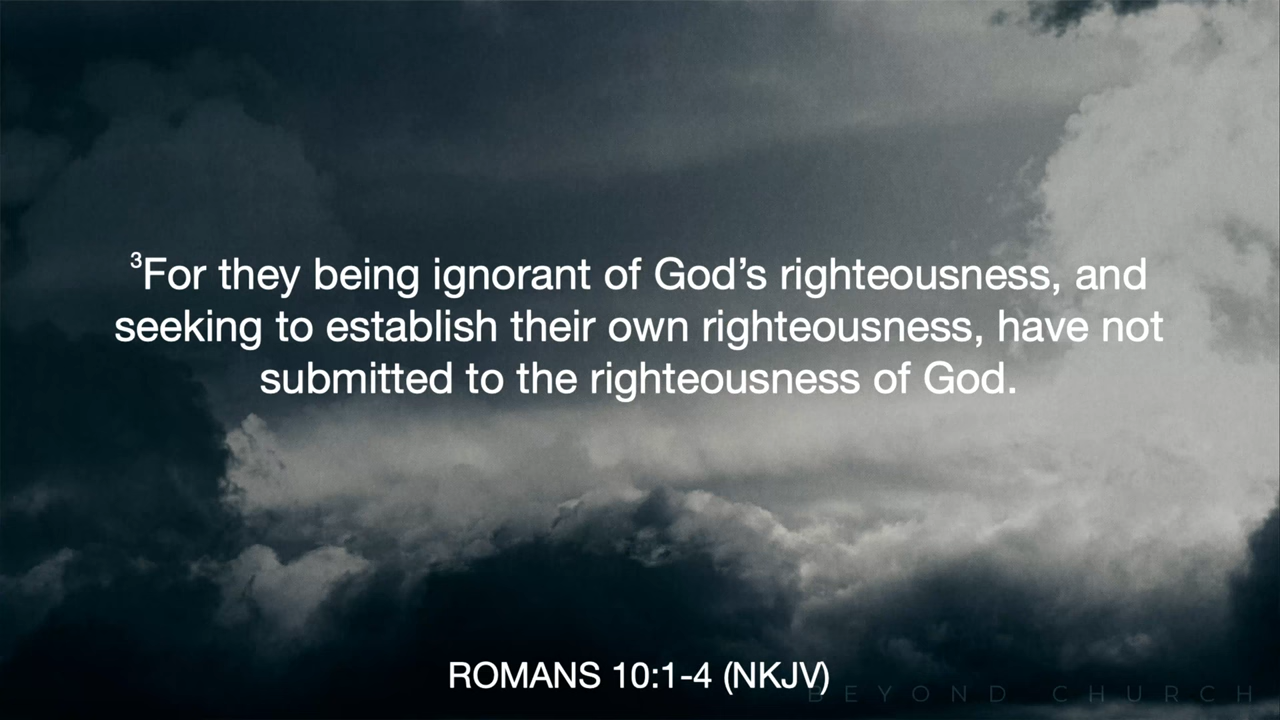 ³For they being ignorant of God’s righteousness, and
seeking to establish their own righteousness, have not
submitted to the righteousness of God.
ROMANS 10:1-4 (NKJV)
BEYOND CHURCH